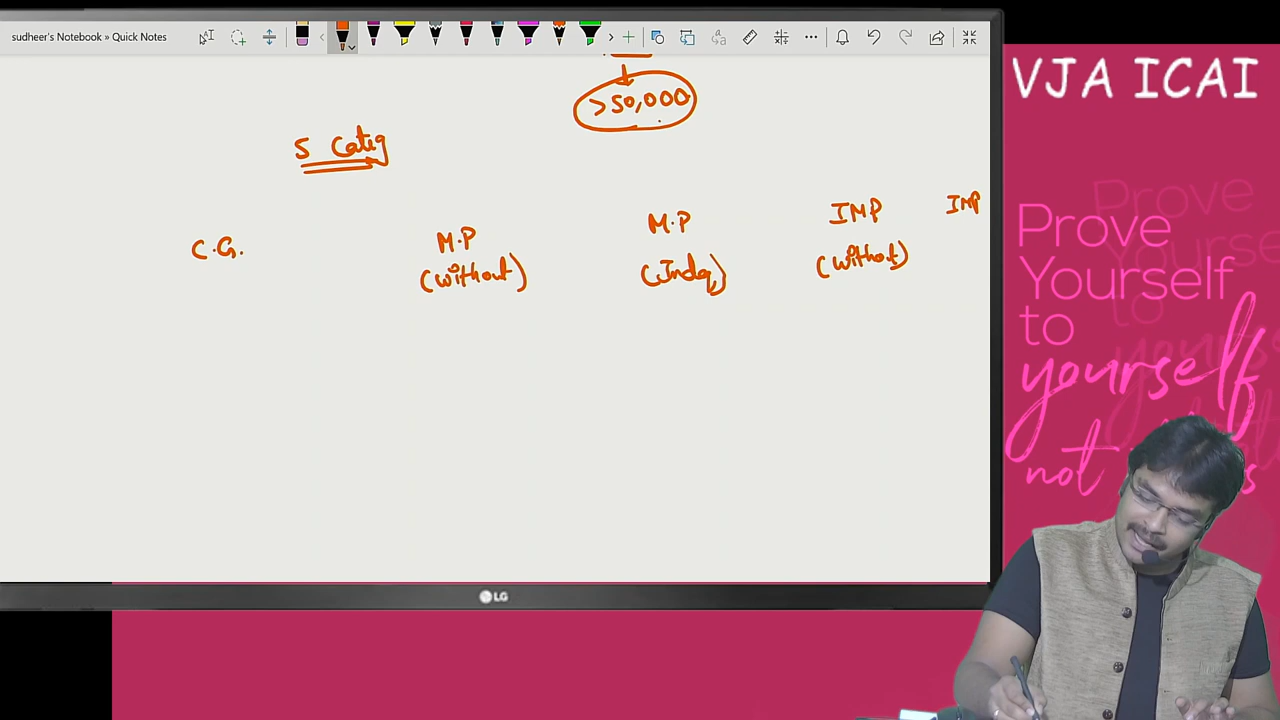 sudheer's Notebook » Quick Notes
>50,000
5 Categ
C.G.
M.P
(without)
M.P
(Inadeq)
IMP
(without)
IMP
LG
VJA ICAI
Prove
Yourself
to
yourself
not